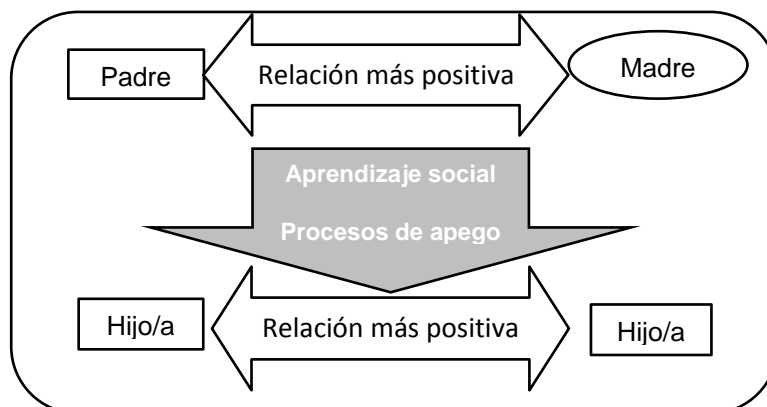 Padre
Relación más positiva
Madre
Aprendizaje social
Procesos de apego
Hijo/a
Relación más positiva
Hijo/a